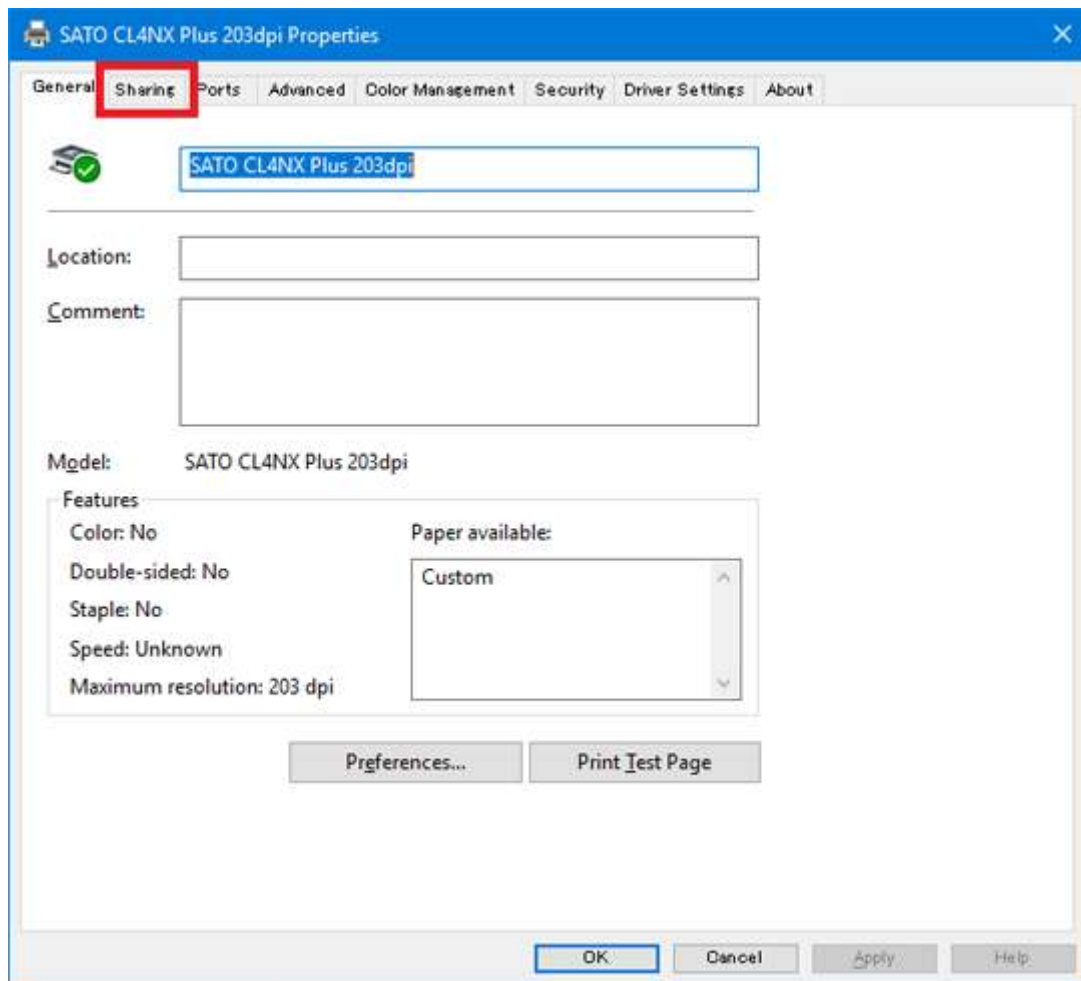 SATO CL4NX Plus 203dpi Properties
General Sharing Ports Advanced Color Management Security Driver Settings About
SATO CL4NX Plus 203dpi
Location:
Comment:
Model: SATO CL4NX Plus 203dpi
Features
Color: No
Double-sided: No
Staple: No
Speed: Unknown
Maximum resolution: 203 dpi
Paper available:
Custom
Preferences... Print Test Page
OK Cancel Apply Help